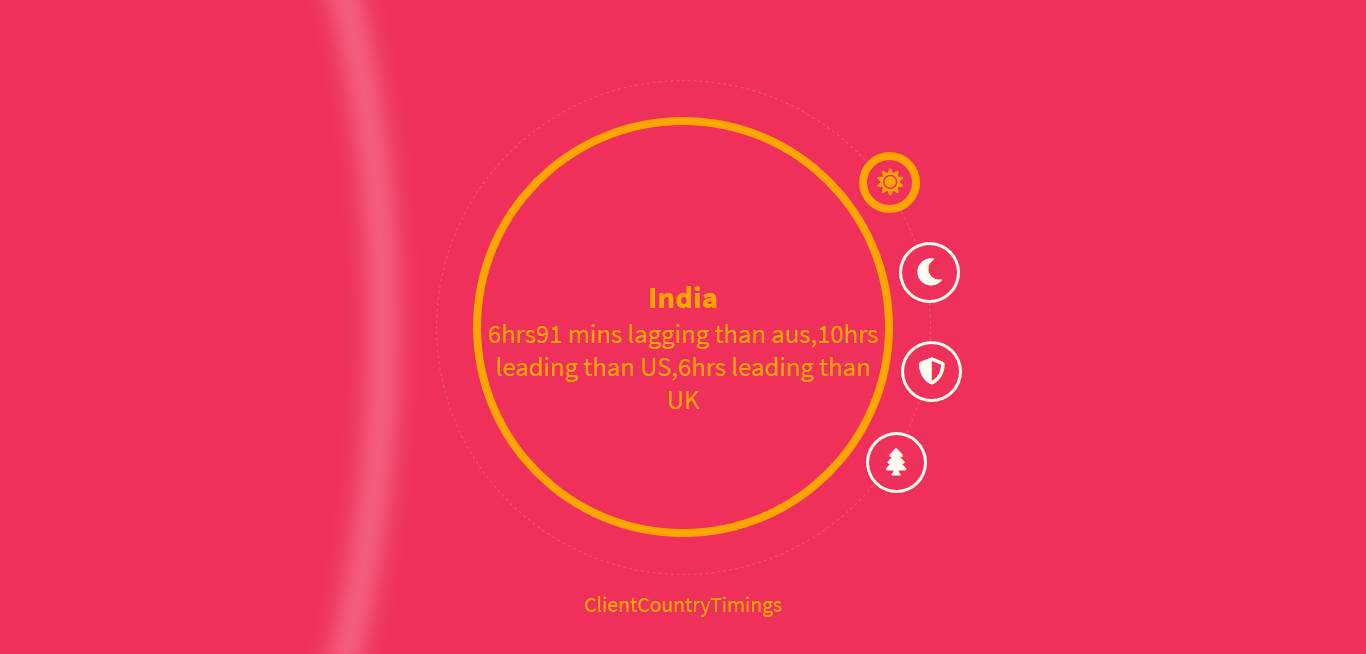 India
6hrs91 mins lagging than aus,10hrs
leading than US,6hrs leading than
UK
ClientCountryTimings